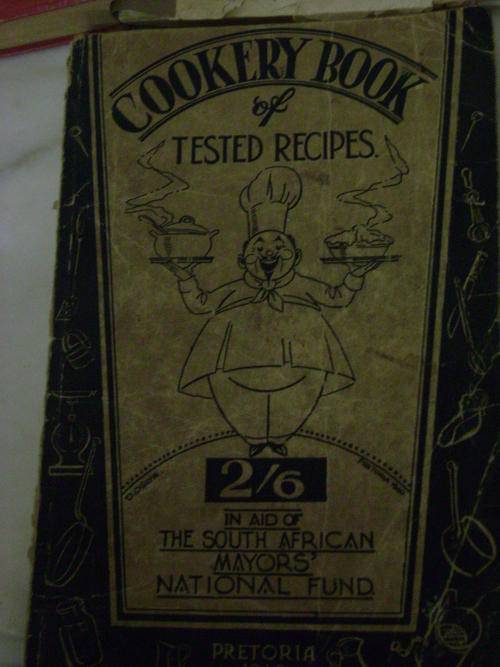 COOKERY BOOK
of
TESTED RECIPES.
2/6
IN AID OF
THE SOUTH AFRICAN
MAYORS'
NATIONAL FUND.
PRETORIA